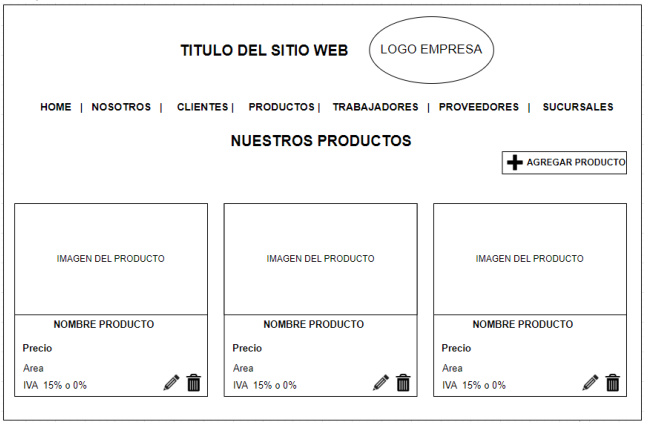 TITULO DEL SITIO WEB
LOGO EMPRESA
HOME | NOSOTROS | CLIENTES | PRODUCTOS | TRABAJADORES | PROVEEDORES | SUCURSALES
NUESTROS PRODUCTOS
AGREGAR PRODUCTO
IMAGEN DEL PRODUCTO
NOMBRE PRODUCTO
Precio
Area
IVA 15% o 0%
IMAGEN DEL PRODUCTO
NOMBRE PRODUCTO
Precio
Area
IVA 15% o 0%
IMAGEN DEL PRODUCTO
NOMBRE PRODUCTO
Precio
Area
IVA 15% o 0%